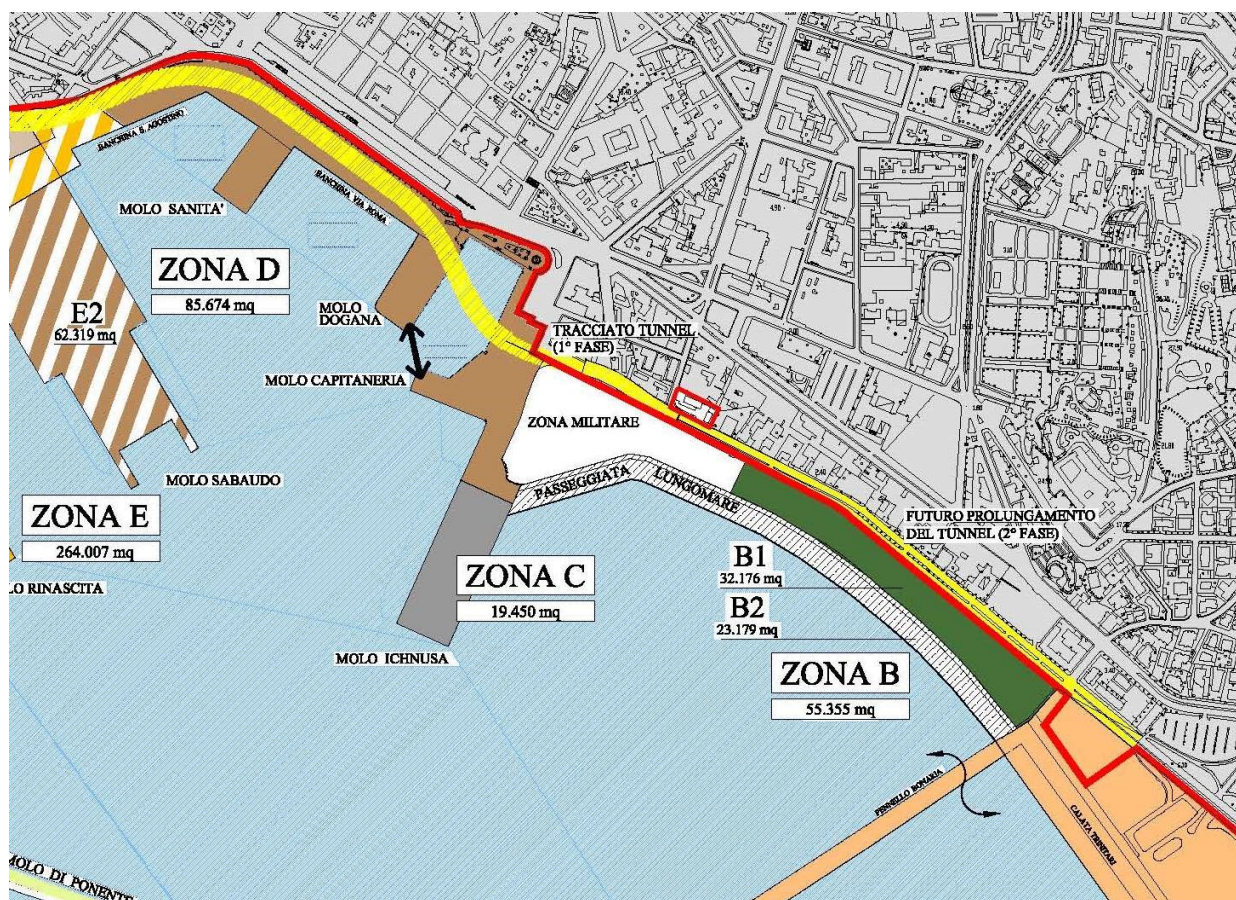 BANCHINA S. AGOSTINO
MOLO SANITA'
BANCHINA VIA ROMA
ZONA D
85.674 mq
E2
62.319 mq
MOLO
DOGANA
TRACCIATO TUNNEL
(1° FASE)
MOLO CAPITANERIA
ZONA MILITARE
PASSEGGIATA LUNGOMARE
MOLO SABAUDO
ZONA E
264.007 mq
FUTURO PROLUNGAMENTO
DEL TUNNEL (2° FASE)
B1
32.176 mq
ZONA C
19.450 mq
B2
23.179 mq
LO RINASCITA
MOLO ICHNUSA
ZONA B
55.355 mq
PENNELLO BONARIA
CALATA TRINITARI
MOLO DI PONENTE